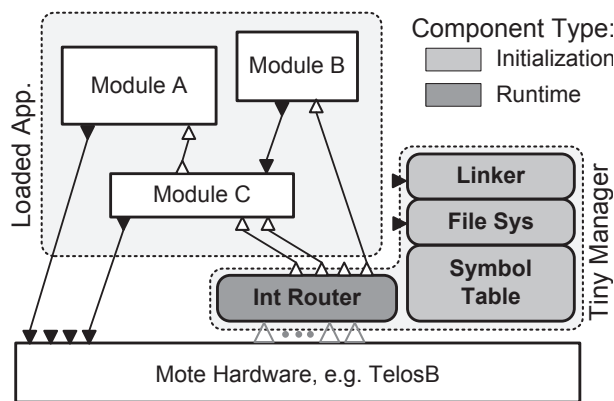 Component Type:
Initialization
Runtime
Loaded App.
Module A
Module B
Module C
Linker
File Sys
Symbol
Table
Int Router
Tiny Manager
Mote Hardware, e.g. TelosB